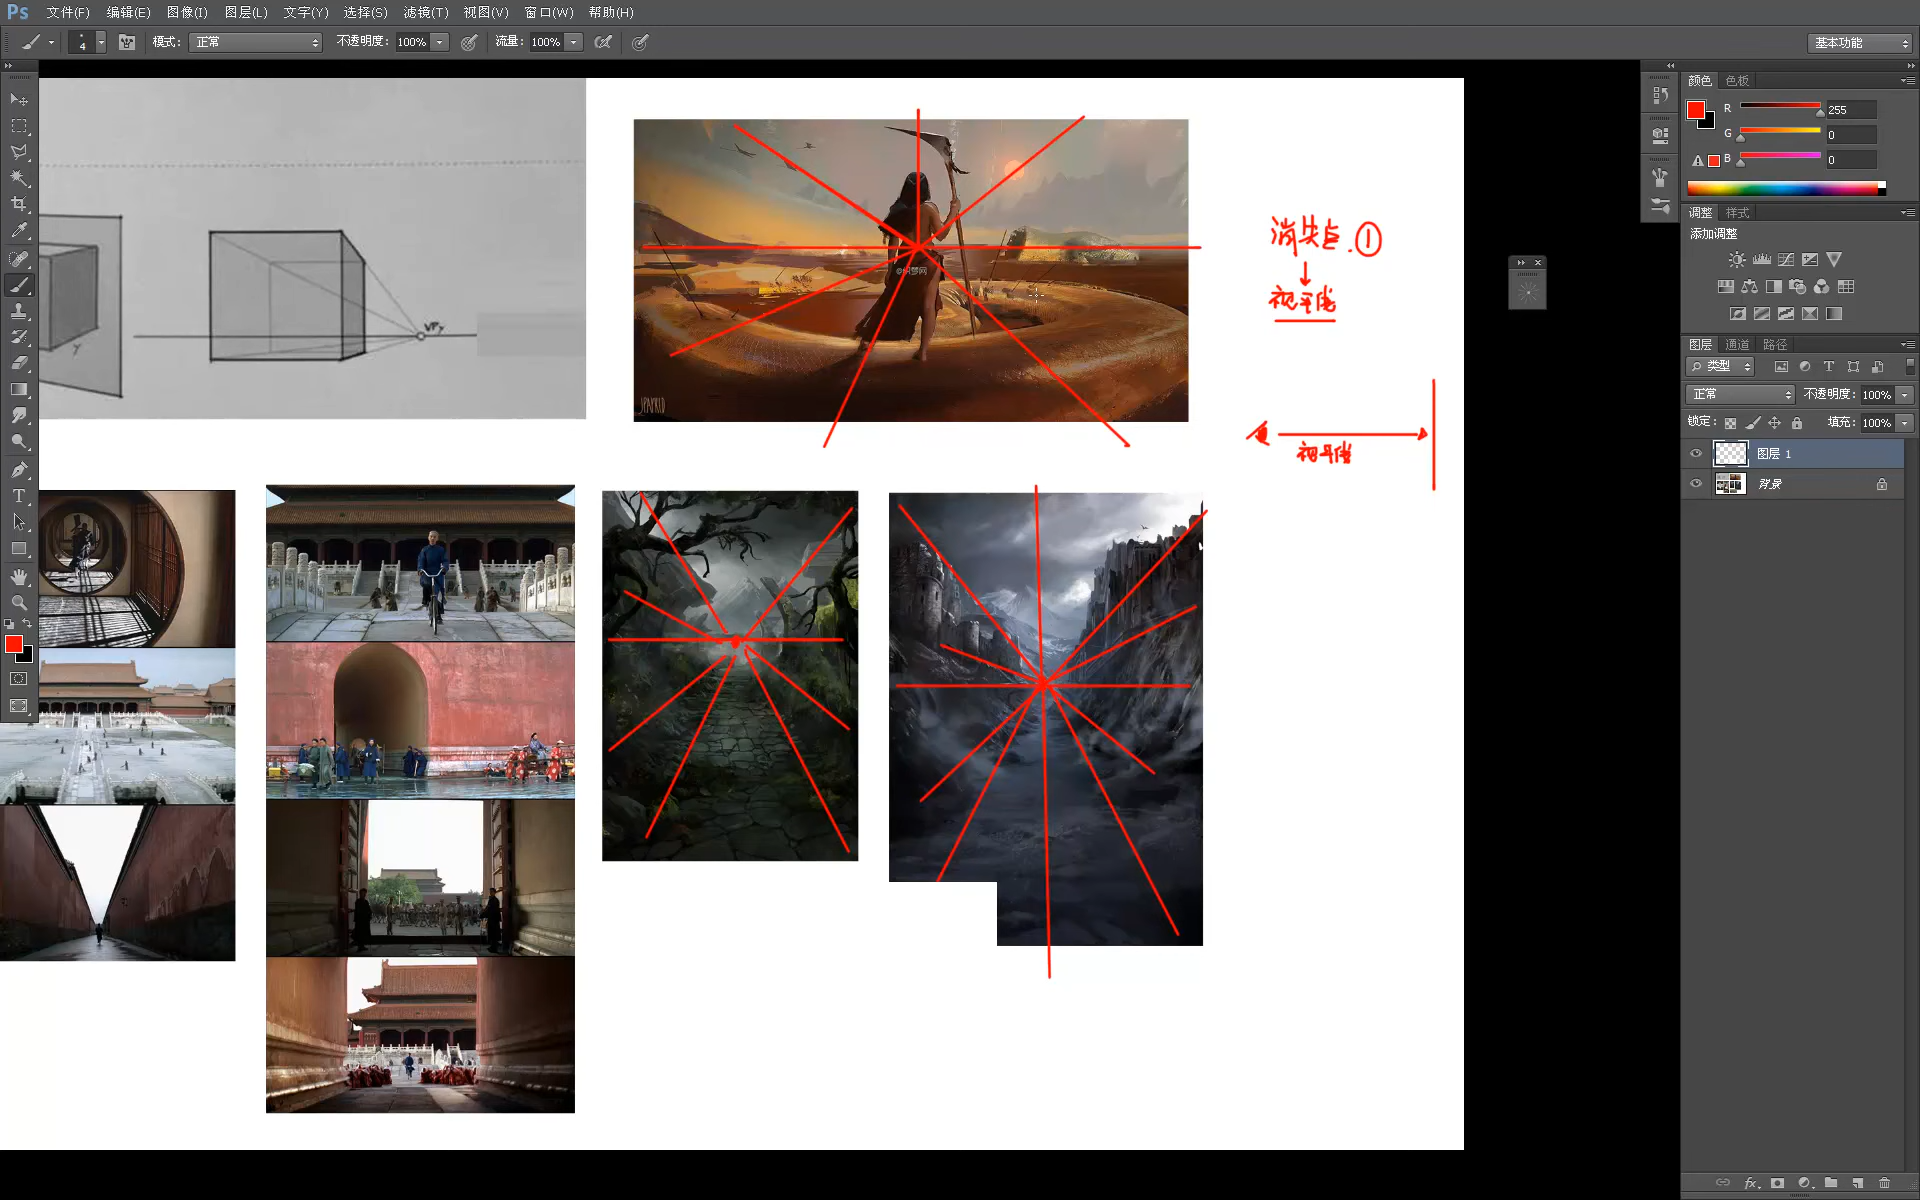 Ps 文件(F) 编辑(E) 图像(I) 图层(L) 文字(Y) 选择(S) 滤镜(T) 视图(V) 窗口(W) 帮助(H)
4 模式: 正常 不透明度: 100% 流量: 100% 基本功能
颜色 色板
R 255
G 0
B 0
调整 样式
添加调整
图层 通道 路径
类型
正常 不透明度: 100%
锁定: 填充: 100%
图层 1
背景
消失点.①
视平线
视平线